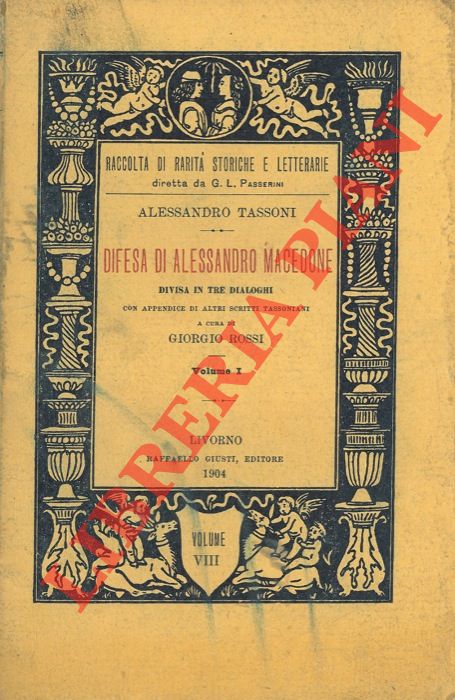 RACCOLTA DI RARITÀ STORICHE E LETTERARIE
diretta da G. L. PASSERINI
ALESSANDRO TASSONI
DIFESA DI ALESSANDRO MACEDONE
DIVISA IN TRE DIALOGHI
CON APPENDICE DI ALTRI SCRITTI TASSONIANI
A CURA DI
GIORGIO ROSSI
Volume I
LIVORNO
RAFFAELLO GIUSTI, EDITORE
1904
VOLUME
VIII
LIBRERIA PIANI